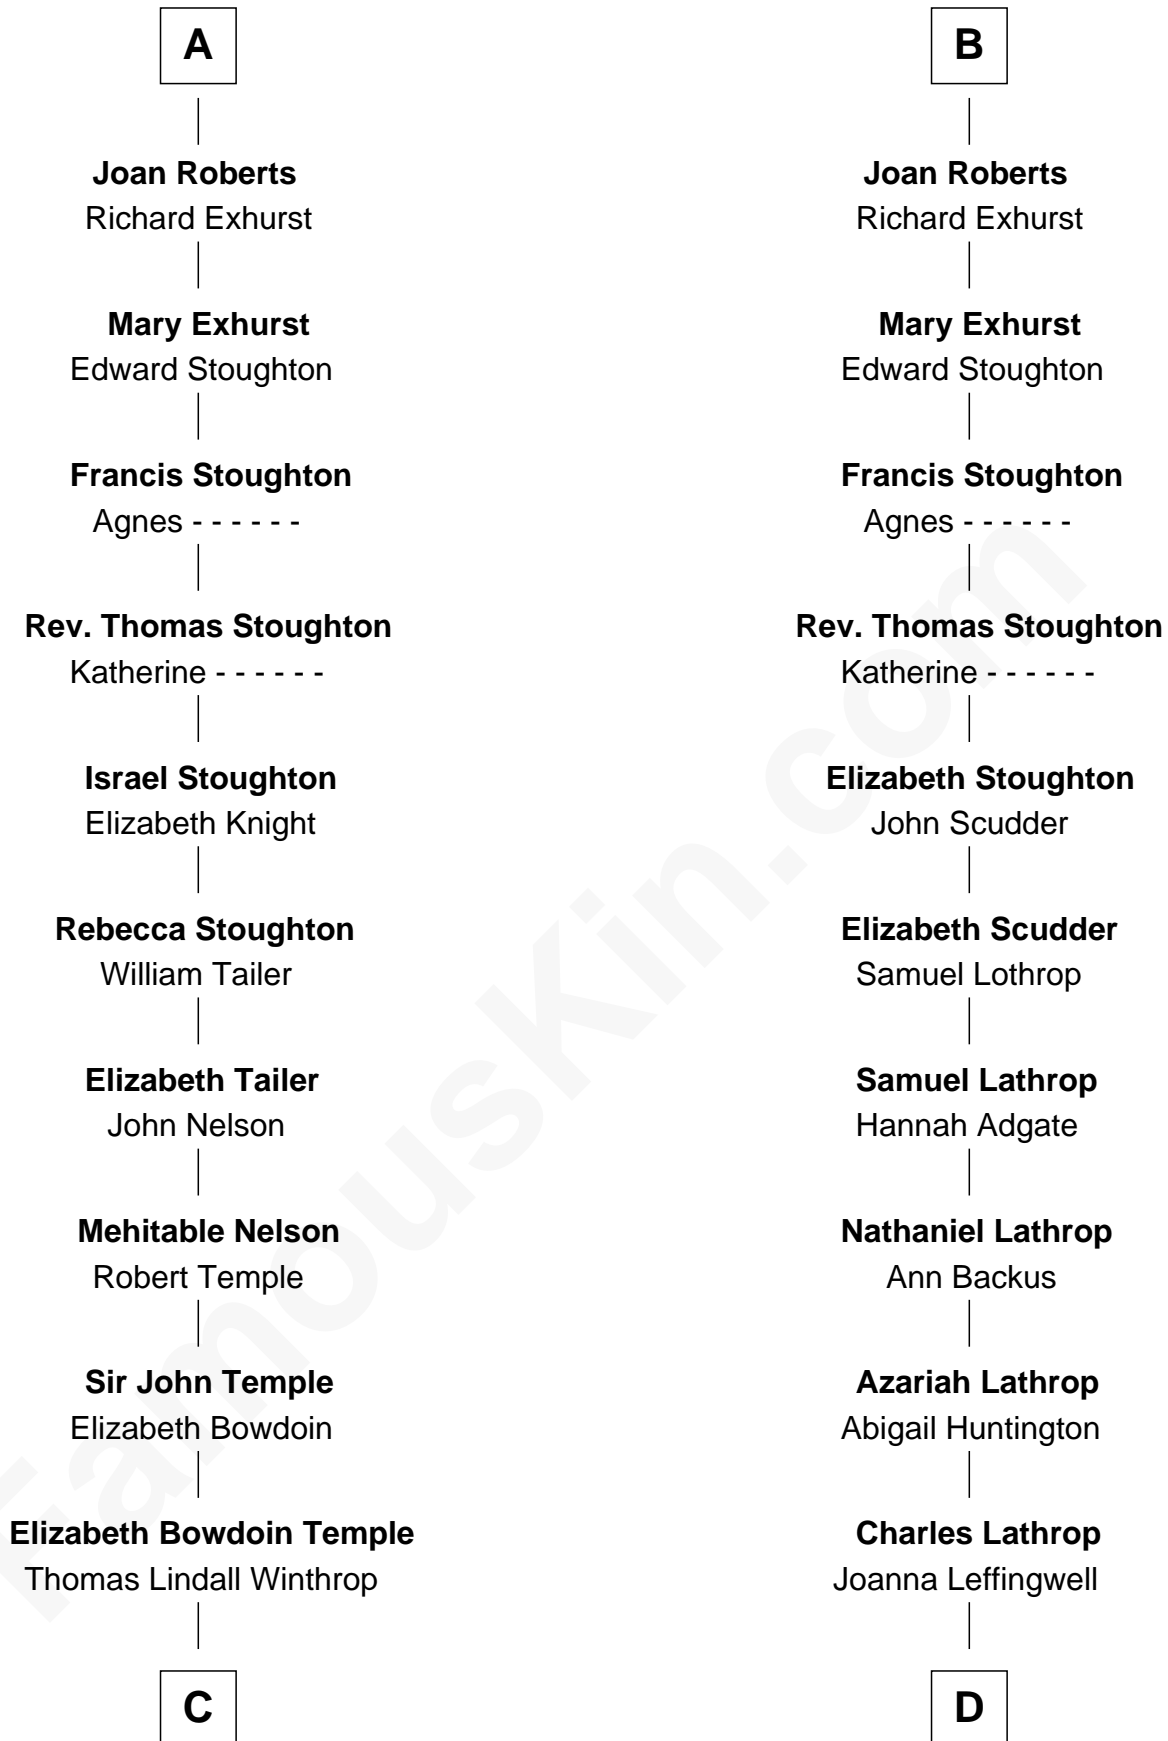 A
Joan Roberts
Richard Exhurst
Mary Exhurst
Edward Stoughton
Francis Stoughton
Agnes - - - - - -
Rev. Thomas Stoughton
Katherine - - - - - -
Israel Stoughton
Elizabeth Knight
Rebecca Stoughton
William Tailer
Elizabeth Tailer
John Nelson
Mehitable Nelson
Robert Temple
Sir John Temple
Elizabeth Bowdoin
Elizabeth Bowdoin Temple
Thomas Lindall Winthrop
C
B
Joan Roberts
Richard Exhurst
Mary Exhurst
Edward Stoughton
Francis Stoughton
Agnes - - - - - -
Rev. Thomas Stoughton
Katherine - - - - - -
Elizabeth Stoughton
John Scudder
Elizabeth Scudder
Samuel Lothrop
Samuel Lathrop
Hannah Adgate
Nathaniel Lathrop
Ann Backus
Azariah Lathrop
Abigail Huntington
Charles Lathrop
Joanna Leffingwell
D
FamousKin.com